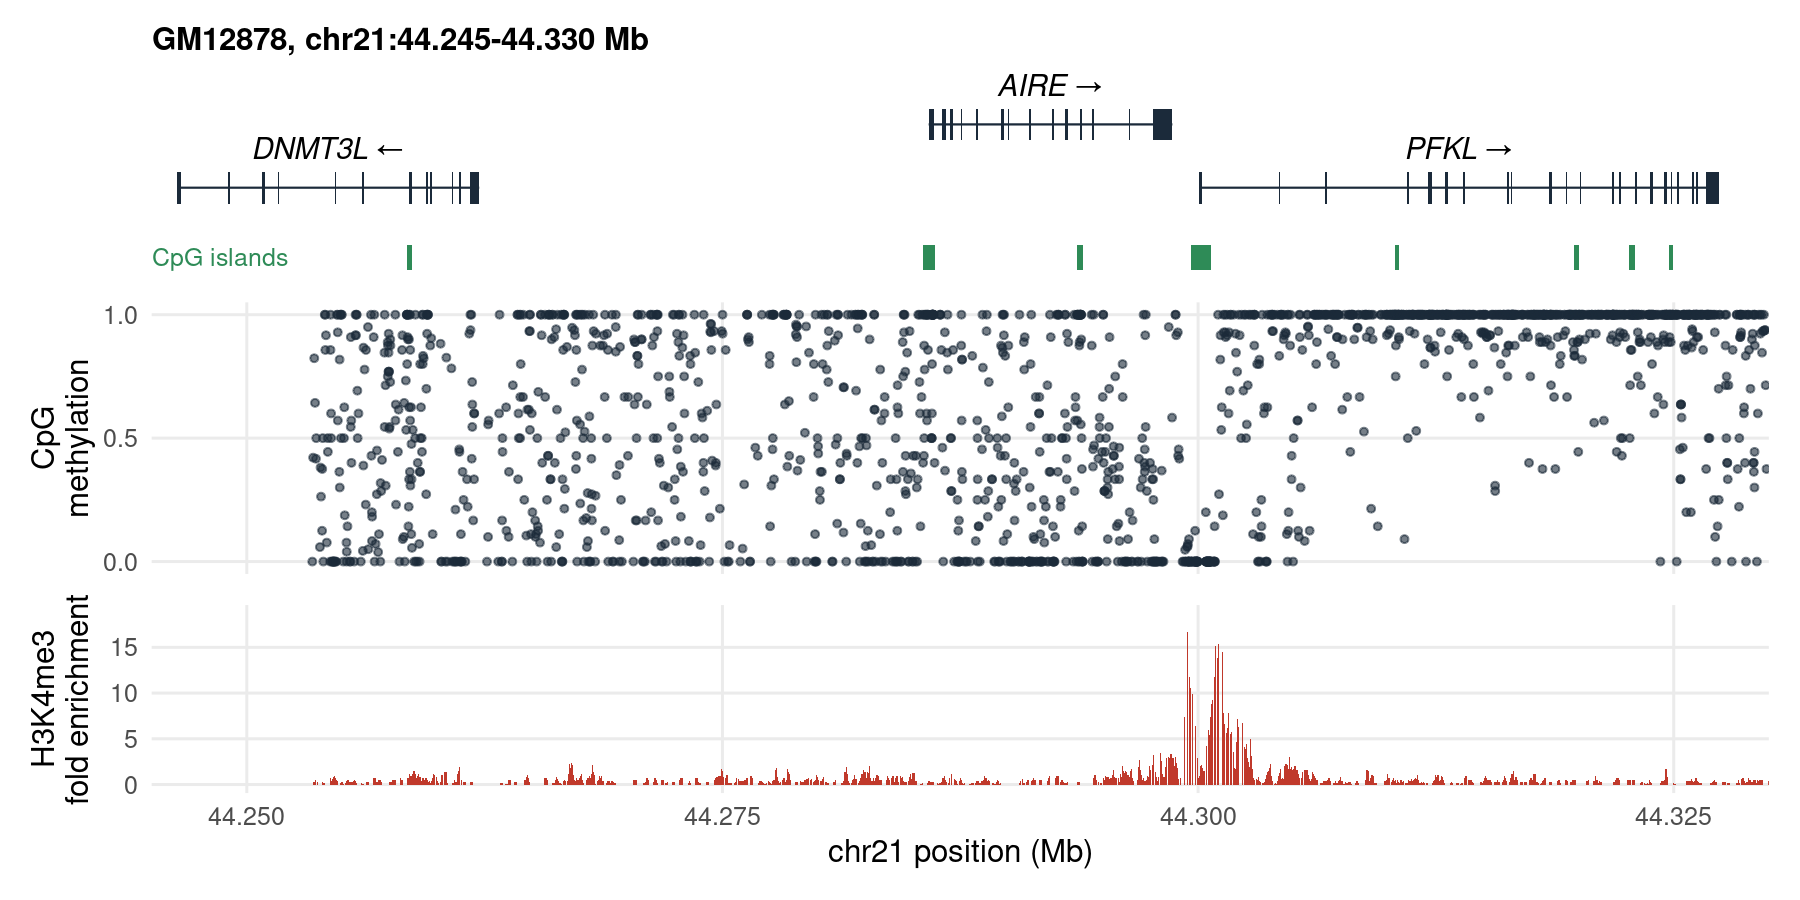 GM12878, chr21:44.245-44.330 Mb
AIRE →
DNMT3L ←
PFKL →
CpG islands
CpG
methylation
1.0
0.5
0.0
H3K4me3
fold enrichment
15
10
5
0
44.250 44.275 44.300 44.325
chr21 position (Mb)